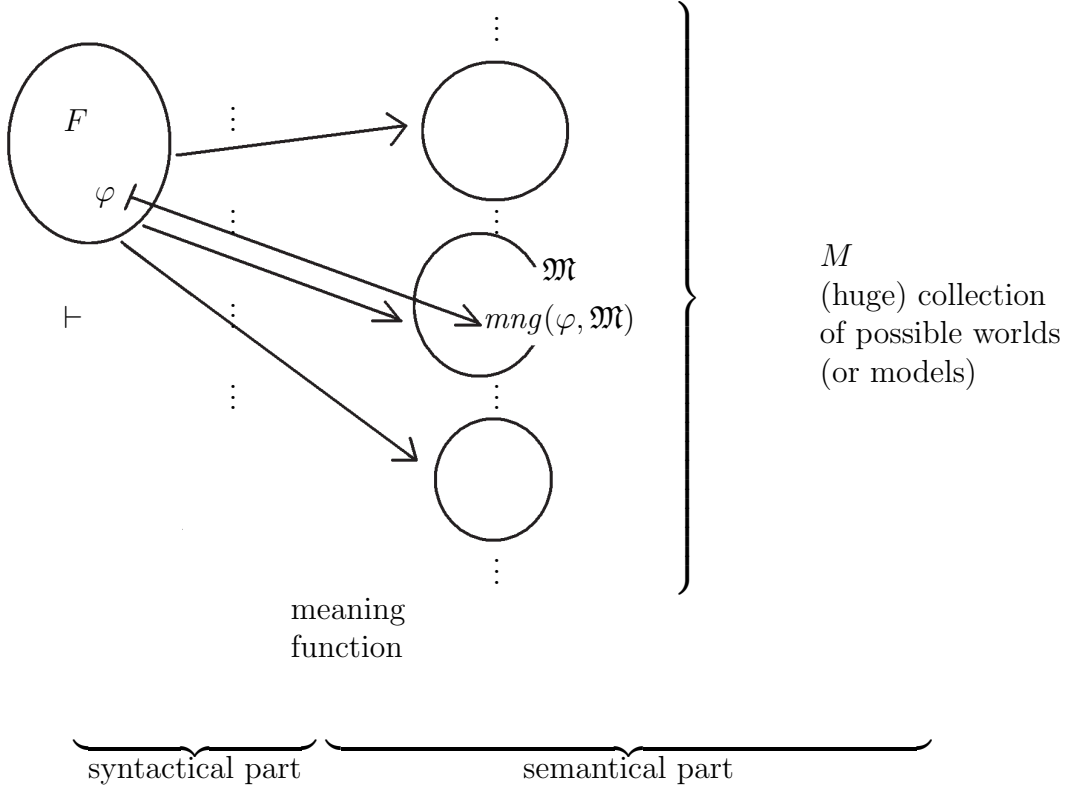 F
φ
⊢
𝔐
mng(φ, 𝔐)
M
(huge) collection
of possible worlds
(or models)
meaning
function
syntactical part
semantical part